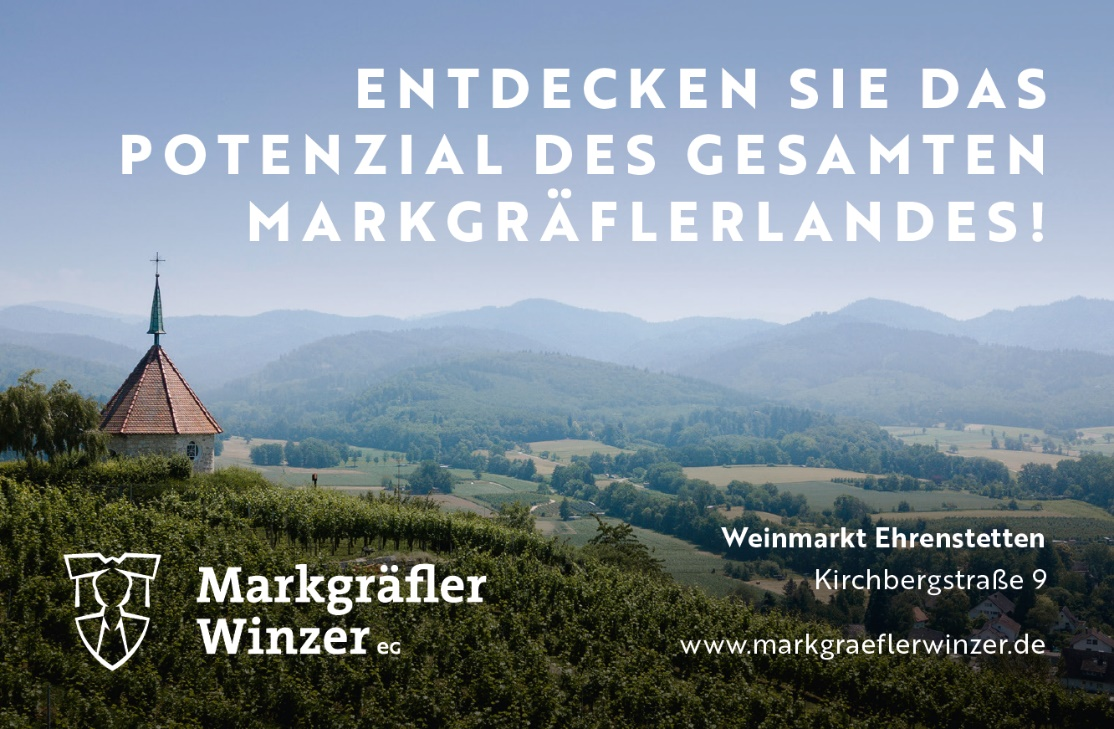 ENTDECKEN SIE DAS
POTENZIAL DES GESAMTEN
MARKGRÄFLERLANDES!
Weinmarkt Ehrenstetten
Kirchbergstraße 9
www.markgraeflerwinzer.de
Markgräfler
Winzer eG